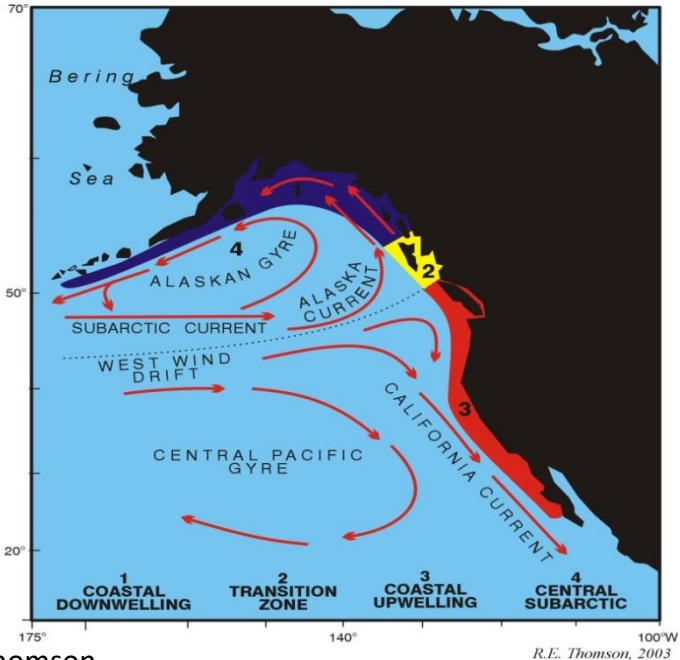 70°
Bering
Sea
1
4
ALASKAN GYRE
ALASKA
CURRENT
2
50°
SUBARCTIC CURRENT
WEST WIND
DRIFT
3
CALIFORNIA CURRENT
CENTRAL PACIFIC
GYRE
20°
1
COASTAL
DOWNWELLING
2
TRANSITION
ZONE
3
COASTAL
UPWELLING
4
CENTRAL
SUBARCTIC
175°
140°
100°W
R.E. Thomson, 2003